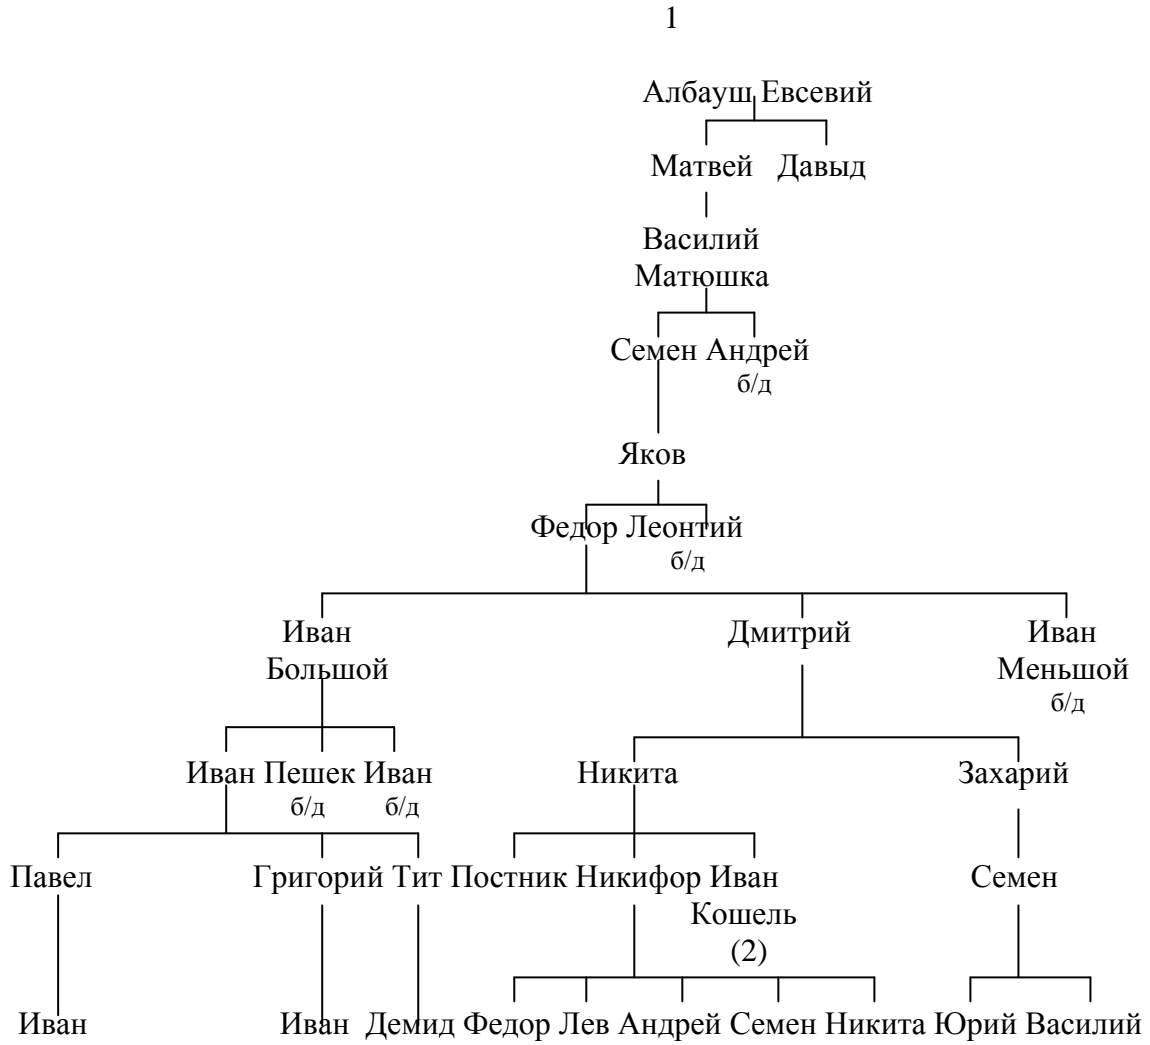 1
Албауш Евсевий
Матвей Давыд
Василий
Матюшка
Семен Андрей
б/д
Яков
Федор Леонтий
б/д
Иван Дмитрий Иван
Большой Меньшой
б/д
Иван Пешек Иван Никита Захарий
б/д б/д
Павел Григорий Тит Постник Никифор Иван Семен
Кошель
(2)
Иван Иван Демид Федор Лев Андрей Семен Никита Юрий Василий